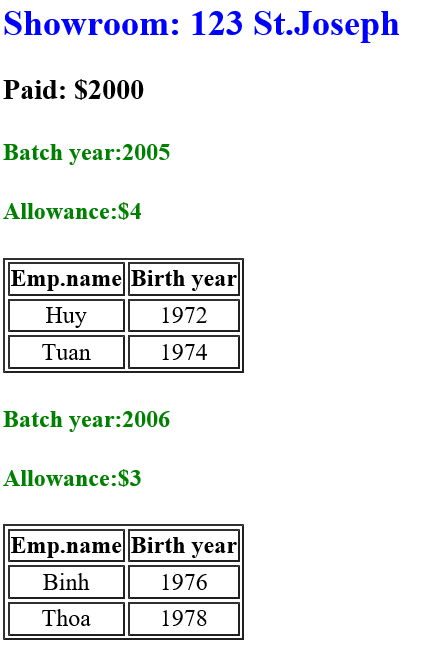 Showroom: 123 St.Joseph
Paid: $2000
Batch year:2005
Allowance:$4
Emp.name Birth year
Huy 1972
Tuan 1974
Batch year:2006
Allowance:$3
Emp.name Birth year
Binh 1976
Thoa 1978